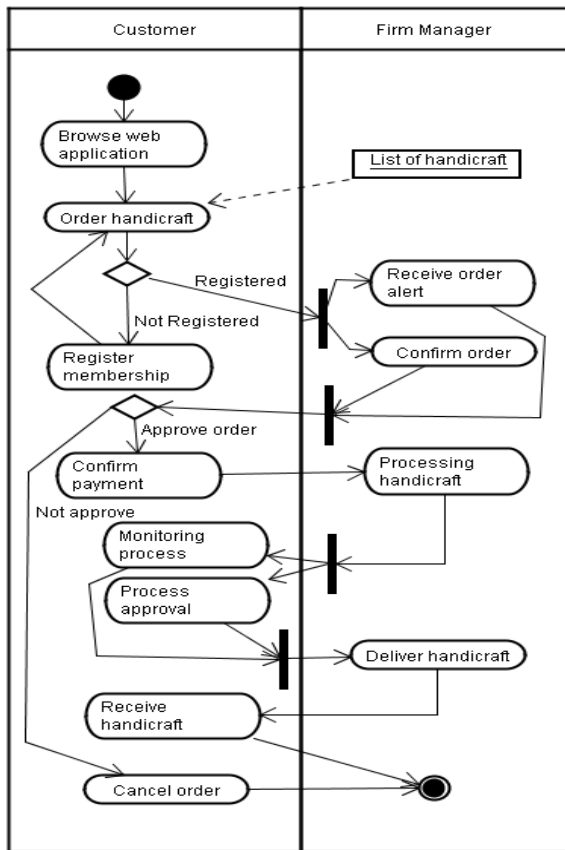 Customer
Firm Manager
Browse web
application
List of handicraft
Order handicraft
Registered
Receive order
alert
Not Registered
Confirm order
Register
membership
Approve order
Confirm
payment
Processing
handicraft
Not approve
Monitoring
process
Process
approval
Deliver handicraft
Receive
handicraft
Cancel order